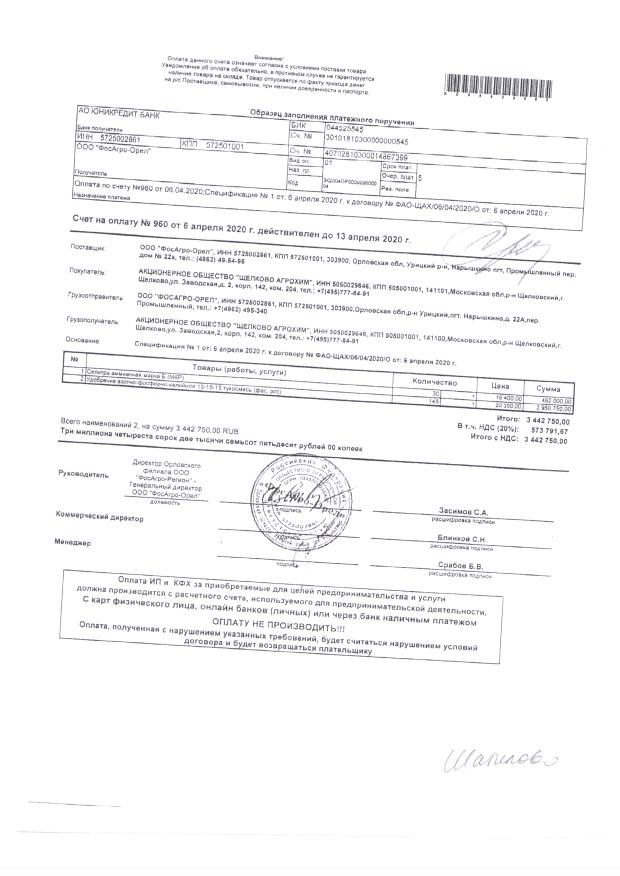 Внимание!
Оплата данного счета означает согласие с условиями поставки товара.
Уведомление об оплате обязательно, в противном случае не гарантируется
наличие товара на складе. Товар отпускается по факту прихода денег
на р/с Поставщика, самовывозом, при наличии доверенности и паспорта.
Образец заполнения платежного поручения
АО ЮНИКРЕДИТ БАНК
БИК 044525545
Сч. № 30101810300000000545
Банк получателя
ИНН 5725002861 КПП 572501001
Сч. № 40702810300014867399
ООО "ФосАгро-Орел"
Вид оп. 01 Срок плат.
Наз. пл. Очер. плат. 5
Получатель
Код Рез. поле
Оплата по счету №960 от 06.04.2020;Спецификация № 1 от: 6 апреля 2020 г. к договору № ФАО-ЩАХ/06/04/2020/О от: 6 апреля 2020 г.
Назначение платежа
Счет на оплату № 960 от 6 апреля 2020 г. действителен до 13 апреля 2020 г.
Поставщик: ООО "ФосАгро-Орел", ИНН 5725002861, КПП 572501001, 303900, Орловская обл, Урицкий р-н, Нарышкино пгт, Промышленный пер,
дом № 22а, тел.: (4862) 49-54-95
Покупатель: АКЦИОНЕРНОЕ ОБЩЕСТВО "ЩЕЛКОВО АГРОХИМ", ИНН 5050029646, КПП 505001001, 141101,Московская обл,р-н Щелковский,г.
Щелково,ул. Заводская,д. 2, корп. 142, ком. 204, тел.: +7(495)777-84-91
Грузоотправитель: ООО "ФОСАГРО-ОРЕЛ", ИНН 5725002861, КПП 572501001, 303900,Орловская обл,р-н Урицкий,пгт. Нарышкино,д. 22А,пер.
Промышленный, тел.: +7(4862) 495-340
Грузополучатель: АКЦИОНЕРНОЕ ОБЩЕСТВО "ЩЕЛКОВО АГРОХИМ", ИНН 5050029646, КПП 505001001, 141100,Московская обл,р-н Щелковский,г.
Щелково,ул. Заводская,2, корп. 142, ком. 204, тел.: +7(495)777-84-91
Основание: Спецификация № 1 от: 6 апреля 2020 г. к договору № ФАО-ЩАХ/06/04/2020/О от: 6 апреля 2020 г.
№ Товары (работы, услуги) Количество Цена Сумма
1 Селитра аммиачная марка Б (МКР) 30 т 16 400,00 492 000,00
2 Удобрение азотно-фосфорно-калийное 15-15-15 тукосмесь (фас, рос) 145 т 20 350,00 2 950 750,00
Итого: 3 442 750,00
В т.ч. НДС (20%): 573 791,67
Итого с НДС: 3 442 750,00
Всего наименований 2, на сумму 3 442 750,00 RUB
Три миллиона четыреста сорок две тысячи семьсот пятьдесят рублей 00 копеек
Руководитель
Директор Орловского
филиала ООО
"ФосАгро-Регион" -
Генеральный директор
ООО "ФосАгро-Орел"
должность
подпись
Засимов С.А.
расшифровка подписи
Коммерческий директор
подпись
Блинков С.Н.
расшифровка подписи
Менеджер
подпись
Срабов Б.В.
расшифровка подписи
Оплата ИП и КФХ за приобретаемые для целей предпринимательства и услуги
должна производится с расчетного счета, используемого для предпринимательской деятельности,
С карт физического лица, онлайн банков (личных) или через банк наличным платежом
ОПЛАТУ НЕ ПРОИЗВОДИТЬ!!!
Оплата, полученная с нарушением указанных требований, будет считаться нарушением условий
договора и будет возвращаться плательщику
Шатилово